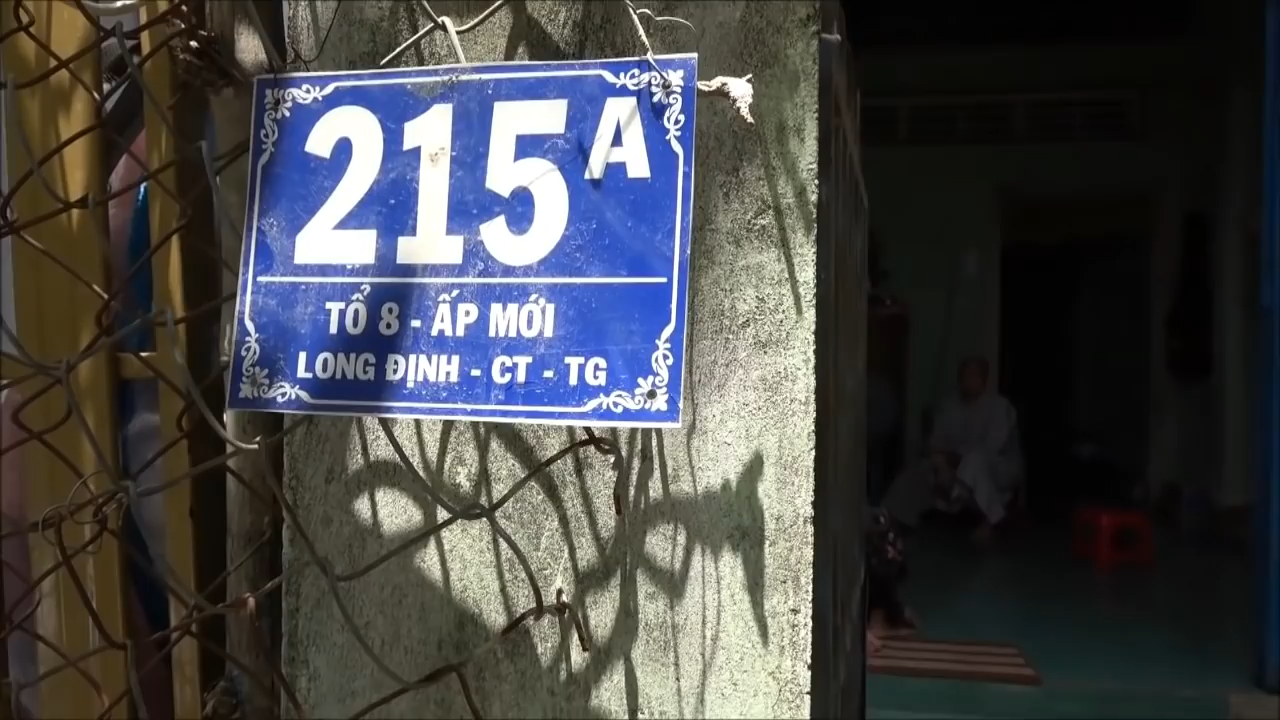 215A
TỔ 8 - ẤP MỚI
LONG ĐỊNH - CT - TG